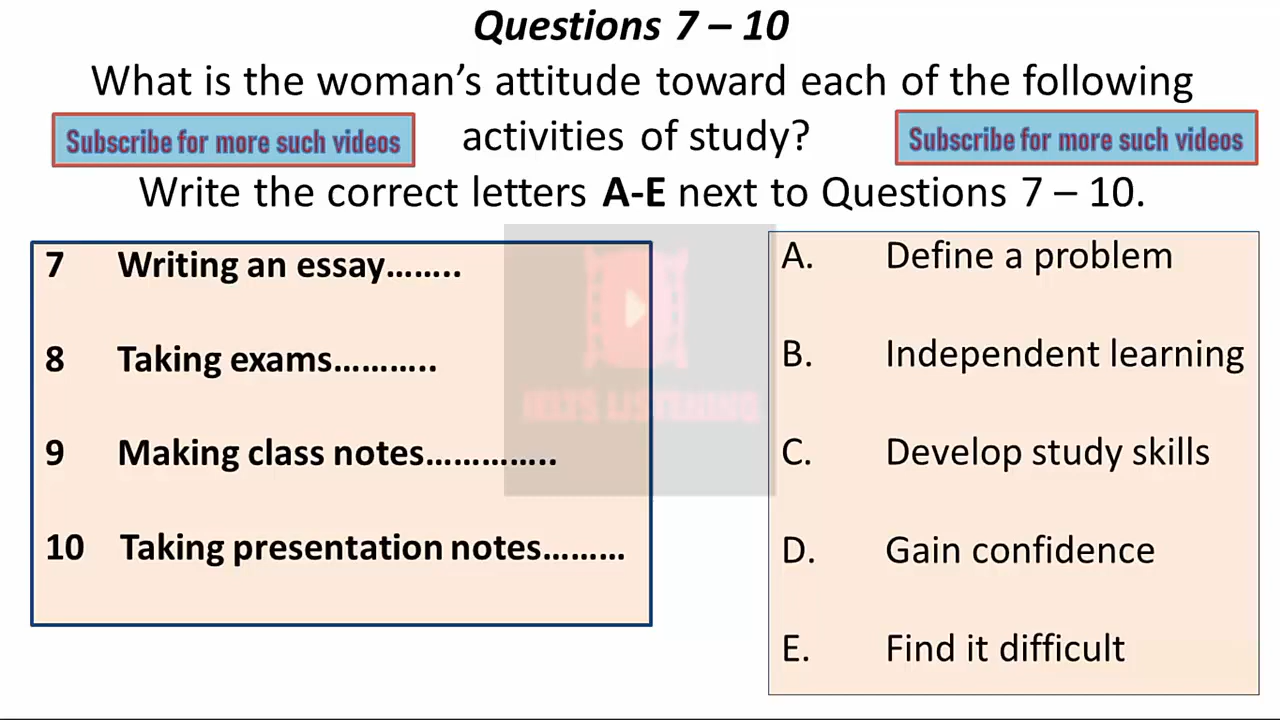 Questions 7 – 10
What is the woman’s attitude toward each of the following
activities of study?
Subscribe for more such videos
Subscribe for more such videos
Write the correct letters A-E next to Questions 7 – 10.
7 Writing an essay........
8 Taking exams...........
9 Making class notes..............
10 Taking presentation notes.........
A. Define a problem
B. Independent learning
C. Develop study skills
D. Gain confidence
E. Find it difficult
IELTS LISTENING